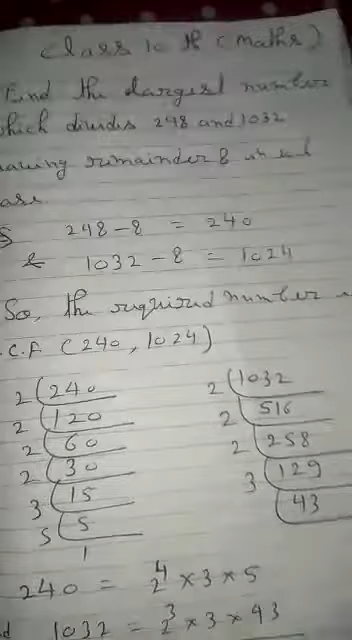 Class 10 th (Maths)
Find the largest number
which divides 248 and 1032
leaving remainder 8 in each
case.
248 - 8 = 240
& 1032 - 8 = 1024
So, the required number
.C.F (240, 1024)
2 240 2 1032
2 120 2 516
2 60 2 258
2 30 3 129
3 15 43
5 5
1
240 = 2^4 × 3 × 5
1032 = 2^3 × 3 × 43